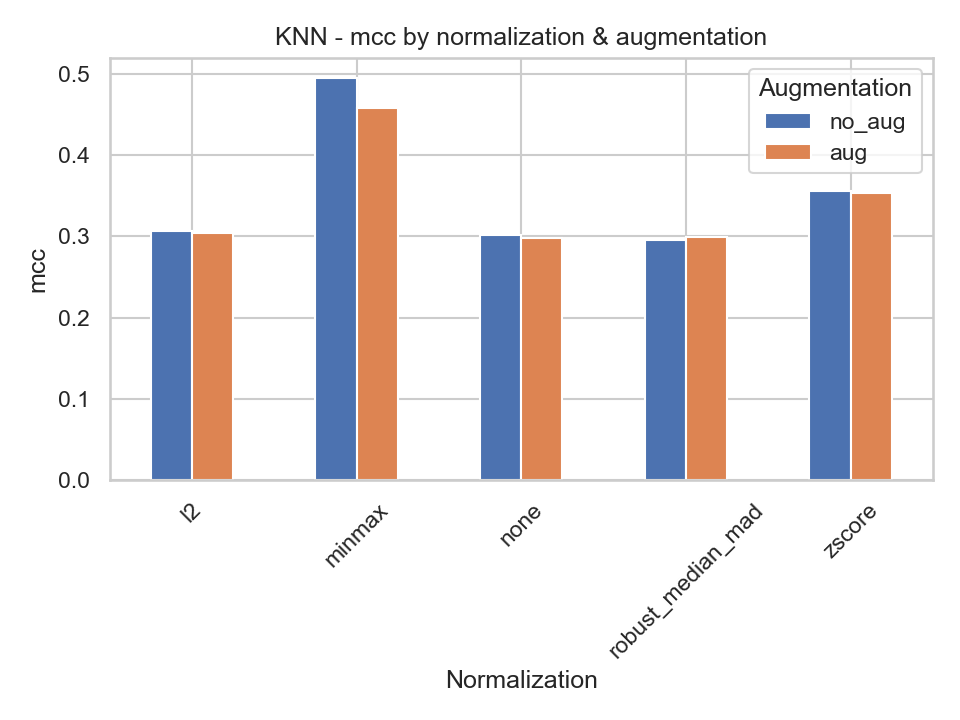 KNN - mcc by normalization & augmentation
0.5
0.4
0.3
0.2
0.1
0.0
mcc
Augmentation
no_aug
aug
l2
minmax
none
robust_median_mad
zscore
Normalization